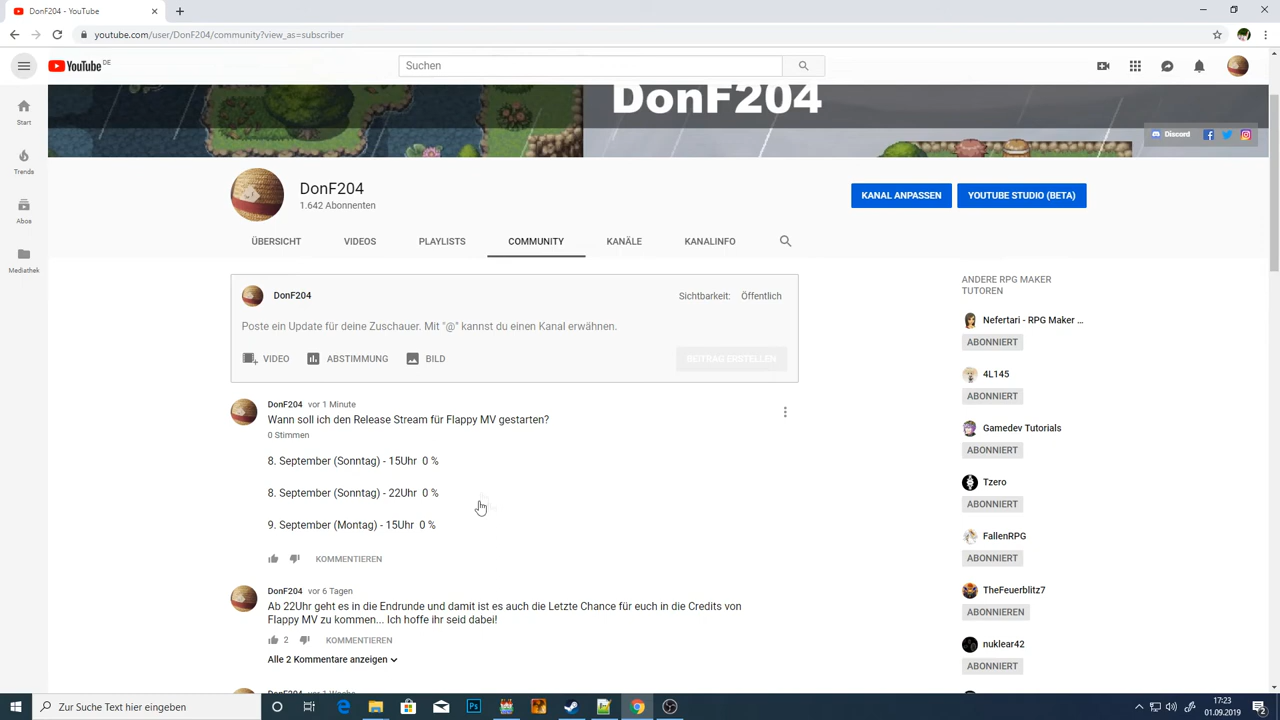 DonF204 - YouTube
youtube.com/user/DonF204/community?view_as=subscriber
YouTube DE
Suchen
DonF204
Discord
Start
Trends
Abos
Mediathek
DonF204
1.642 Abonnenten
KANAL ANPASSEN
YOUTUBE STUDIO (BETA)
ÜBERSICHT
VIDEOS
PLAYLISTS
COMMUNITY
KANÄLE
KANALINFO
DonF204
Sichtbarkeit: Öffentlich
Poste ein Update für deine Zuschauer. Mit "@" kannst du einen Kanal erwähnen.
VIDEO
ABSTIMMUNG
BILD
BEITRAG ERSTELLEN
DonF204 vor 1 Minute
Wann soll ich den Release Stream für Flappy MV gestarten?
0 Stimmen
8. September (Sonntag) - 15Uhr 0 %
8. September (Sonntag) - 22Uhr 0 %
9. September (Montag) - 15Uhr 0 %
KOMMENTIEREN
DonF204 vor 6 Tagen
Ab 22Uhr geht es in die Endrunde und damit ist es auch die Letzte Chance für euch in die Credits von
Flappy MV zu kommen... Ich hoffe ihr seid dabei!
2 KOMMENTIEREN
Alle 2 Kommentare anzeigen
DonF204 vor 1 Woche
ANDERE RPG MAKER
TUTOREN
Nefertari - RPG Maker ...
ABONNIERT
4L145
ABONNIERT
Gamedev Tutorials
ABONNIERT
Tzero
ABONNIERT
FallenRPG
ABONNIERT
TheFeuerblitz7
ABONNIEREN
nuklear42
ABONNIERT
Zur Suche Text hier eingeben
17:23
01.09.2019
2